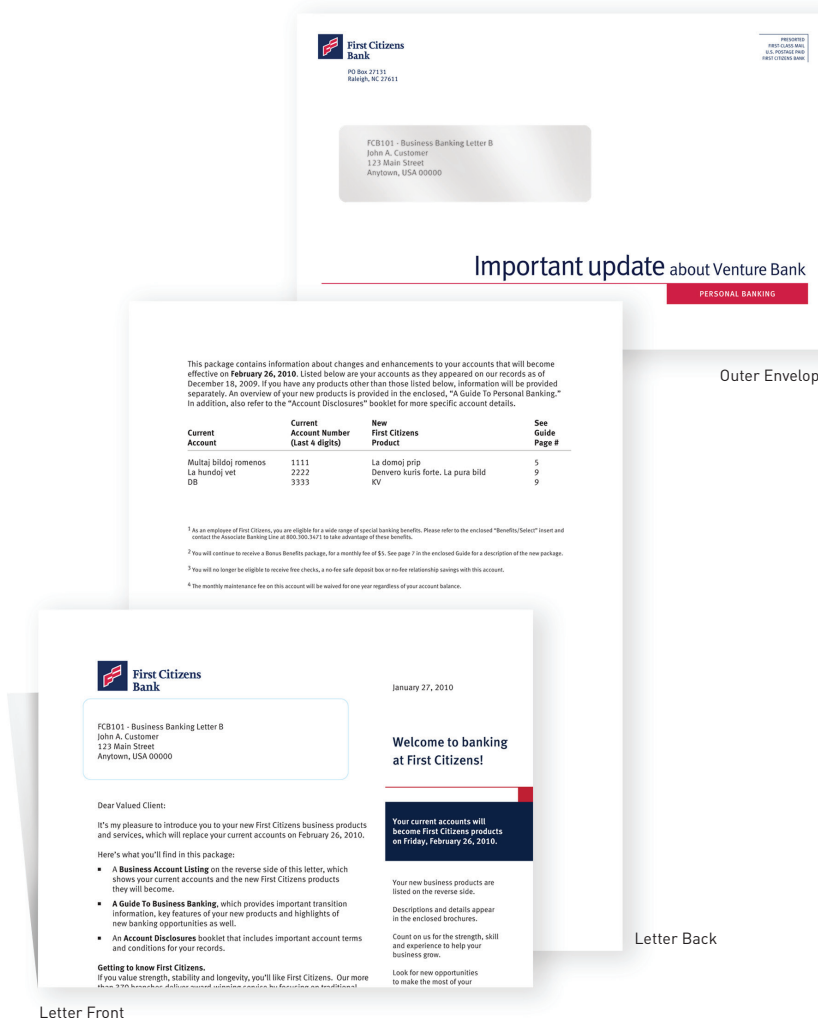 First Citizens
Bank
PO Box 27131
Raleigh, NC 27611
PRESORTED
FIRST-CLASS MAIL
U.S. POSTAGE PAID
FIRST CITIZENS BANK
FCB101 - Business Banking Letter B
John A. Customer
123 Main Street
Anytown, USA 00000
Important update about Venture Bank
PERSONAL BANKING
Outer Envelop
This package contains information about changes and enhancements to your accounts that will become
effective on February 26, 2010. Listed below are your accounts as they appeared on our records as of
December 18, 2009. If you have any products other than those listed below, information will be provided
separately. An overview of your new products is provided in the enclosed, “A Guide To Personal Banking.”
In addition, also refer to the “Account Disclosures” booklet for more specific account details.
Current Account Current Account Number (Last 4 digits) New First Citizens Product See Guide Page #
Multaj bildoj romenos 1111 La domoj prip 5
La hundoj vet 2222 Denvero kuris forte. La pura bild 9
DB 3333 KV 9
1 As an employee of First Citizens, you are eligible for a wide range of special banking benefits. Please refer to the enclosed “Benefits/Select” insert and
contact the Associate Banking Line at 800.300.3471 to take advantage of these benefits.
2 You will continue to receive a Bonus Benefits package, for a monthly fee of $5. See page 7 in the enclosed Guide for a description of the new package.
3 You will no longer be eligible to receive free checks, a no-fee safe deposit box or no-fee relationship savings with this account.
4 The monthly maintenance fee on this account will be waived for one year regardless of your account balance.
Letter Back
First Citizens
Bank
January 27, 2010
FCB101 - Business Banking Letter B
John A. Customer
123 Main Street
Anytown, USA 00000
Dear Valued Client:
It’s my pleasure to introduce you to your new First Citizens business products
and services, which will replace your current accounts on February 26, 2010.
Here’s what you’ll find in this package:
▪ A Business Account Listing on the reverse side of this letter, which
shows your current accounts and the new First Citizens products
they will become.
▪ A Guide To Business Banking, which provides important transition
information, key features of your new products and highlights of
new banking opportunities as well.
▪ An Account Disclosures booklet that includes important account terms
and conditions for your records.
Getting to know First Citizens.
If you value strength, stability and longevity, you’ll like First Citizens. Our more
than 370 branches deliver award-winning service by focusing on traditional
Welcome to banking
at First Citizens!
Your current accounts will
become First Citizens products
on Friday, February 26, 2010.
Your new business products are
listed on the reverse side.
Descriptions and details appear
in the enclosed brochures.
Count on us for the strength, skill
and experience to help your
business grow.
Look for new opportunities
to make the most of your
Letter Front